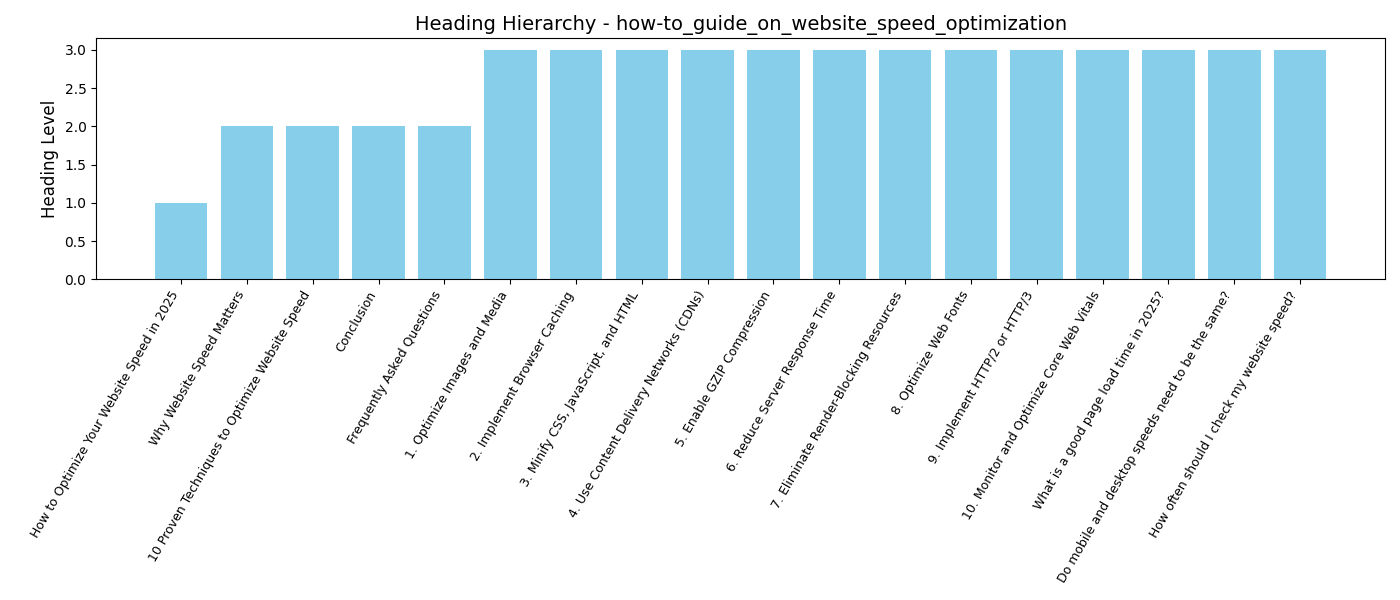 Heading Hierarchy - how-to_guide_on_website_speed_optimization
Heading Level
3.0
2.5
2.0
1.5
1.0
0.5
0.0
How to Optimize Your Website Speed in 2025
Why Website Speed Matters
10 Proven Techniques to Optimize Website Speed
Conclusion
Frequently Asked Questions
1. Optimize Images and Media
2. Implement Browser Caching
3. Minify CSS, JavaScript, and HTML
4. Use Content Delivery Networks (CDNs)
5. Enable GZIP Compression
6. Reduce Server Response Time
7. Eliminate Render-Blocking Resources
8. Optimize Web Fonts
9. Implement HTTP/2 or HTTP/3
10. Monitor and Optimize Core Web Vitals
What is a good page load time in 2025?
Do mobile and desktop speeds need to be the same?
How often should I check my website speed?